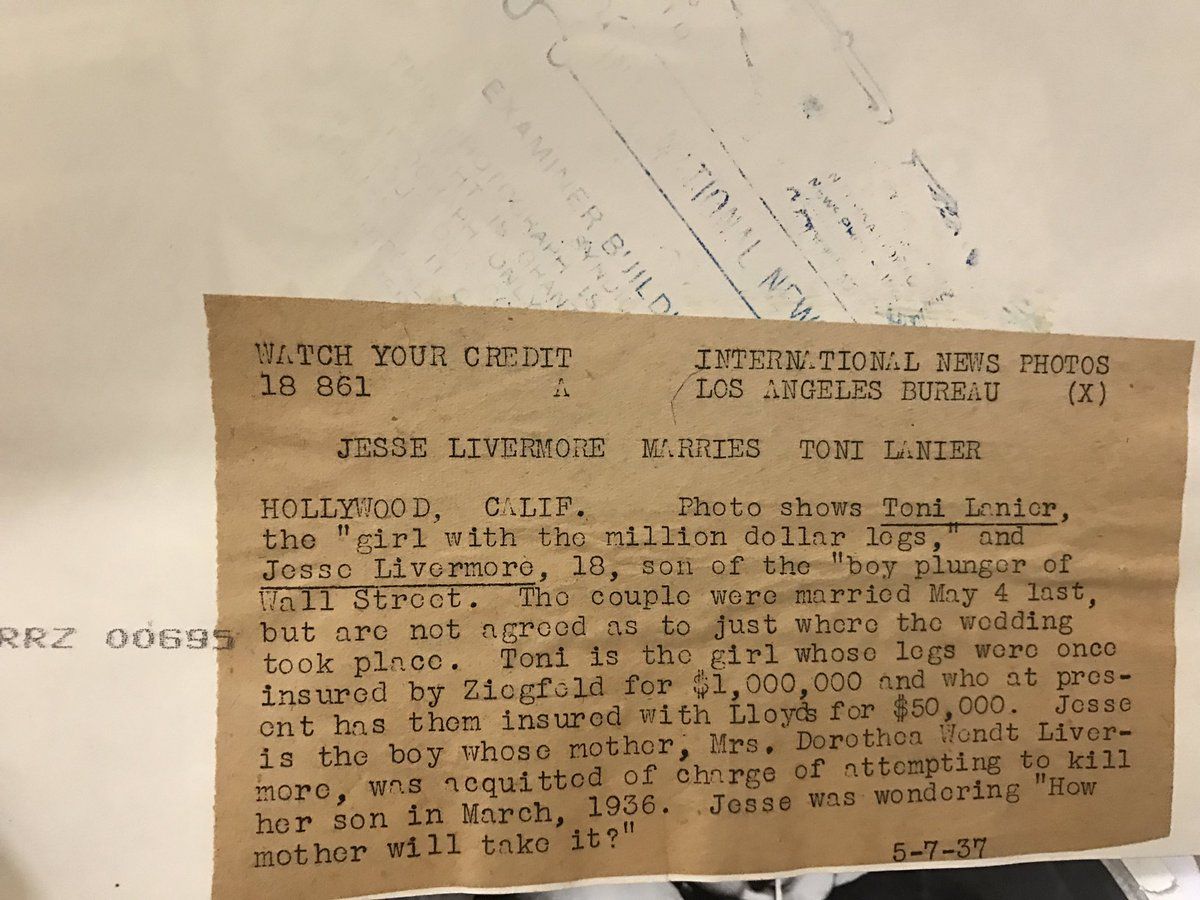 EXAMINER BUILD
TIONAL NEW
WATCH YOUR CREDIT INTERNATIONAL NEWS PHOTOS
18 861 A LOS ANGELES BUREAU (X)
JESSE LIVERMORE MARRIES TONI LANIER
HOLLYWOOD, CALIF. Photo shows Toni Lanier,
the "girl with the million dollar legs," and
Jesse Livermore, 18, son of the "boy plunger of
Wall Street. The couple were married May 4 last,
but are not agreed as to just where the wedding
took place. Toni is the girl whose legs were once
insured by Ziegfeld for $1,000,000 and who at pres-
ent has them insured with Lloyds for $50,000. Jesse
is the boy whose mother, Mrs. Dorothea Wendt Liver-
more, was acquitted of charge of attempting to kill
her son in March, 1936. Jesse was wondering "How
mother will take it?"
5-7-37
RRZ 00695